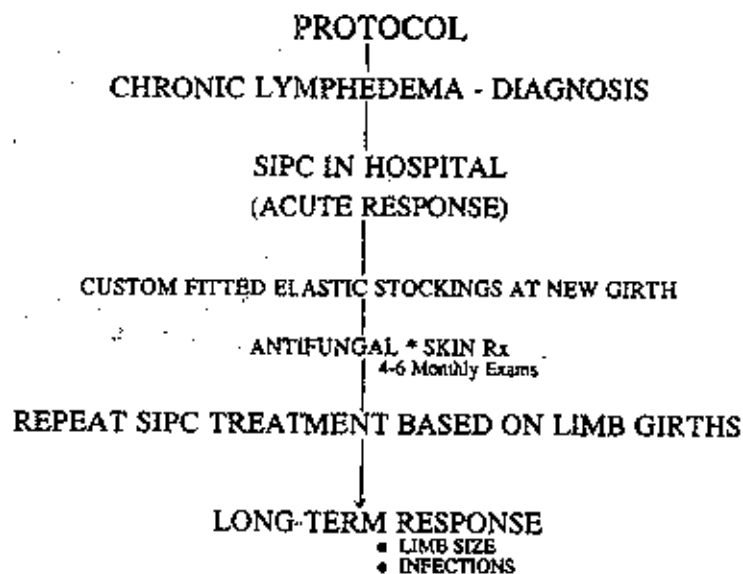 PROTOCOL
CHRONIC LYMPHEDEMA - DIAGNOSIS
SIPC IN HOSPITAL
(ACUTE RESPONSE)
CUSTOM FITTED ELASTIC STOCKINGS AT NEW GIRTH
ANTIFUNGAL * SKIN Rx
4-6 Monthly Exams
REPEAT SIPC TREATMENT BASED ON LIMB GIRTHS
LONG-TERM RESPONSE
• LIMB SIZE
• INFECTIONS